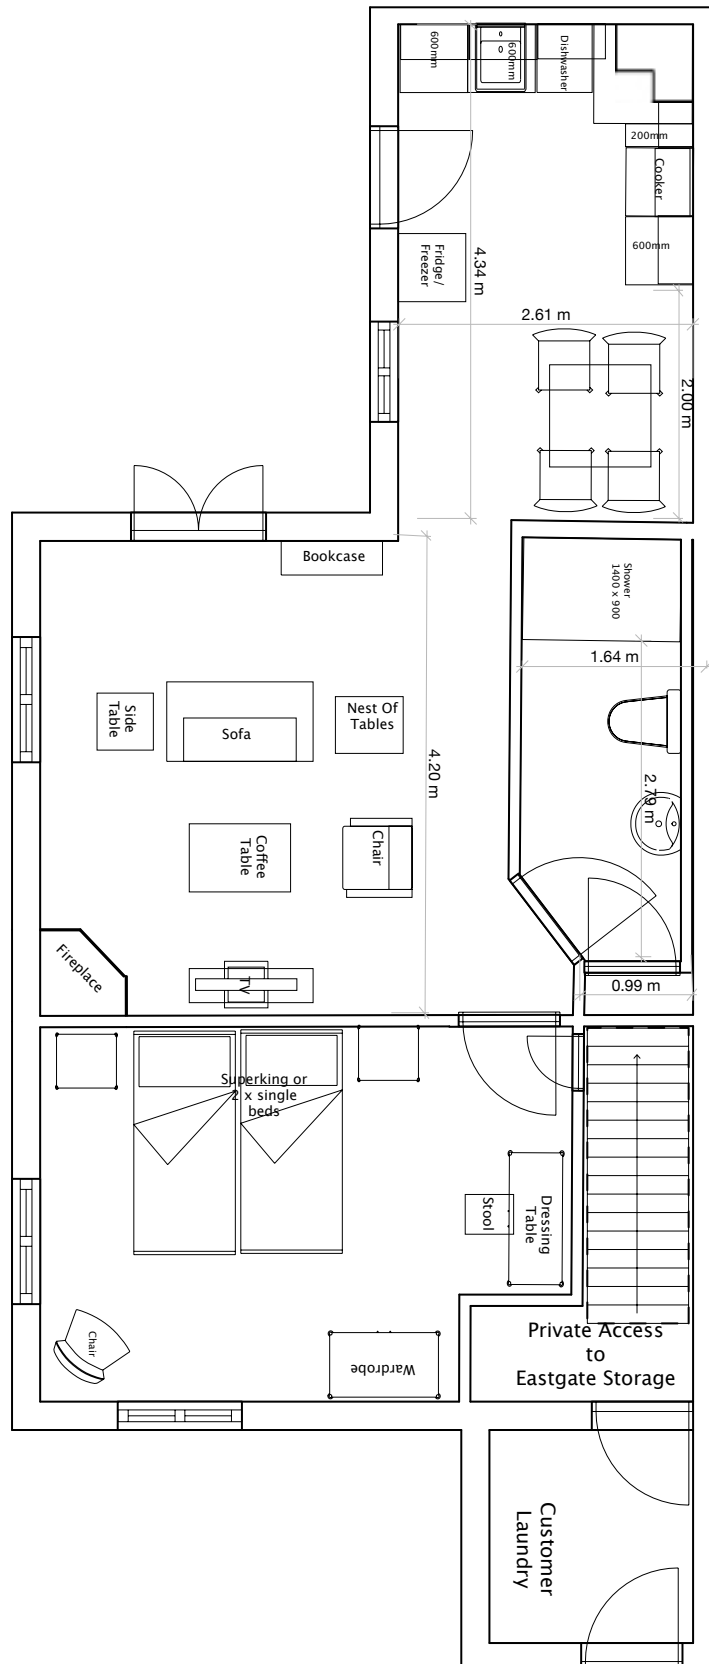 600mm
600mm
Dishwasher
200mm
Cooker
600mm
Fridge/
Freezer
4.34 m
2.61 m
2.00 m
Bookcase
Shower
1400 x 900
1.64 m
Side
Table
Sofa
Nest Of
Tables
4.20 m
2.79 m
Coffee
Table
Chair
Fireplace
TV
0.99 m
Superking or
2 x single
beds
Stool
Dressing
Table
Chair
Wardrobe
Private Access
to
Eastgate Storage
Customer
Laundry